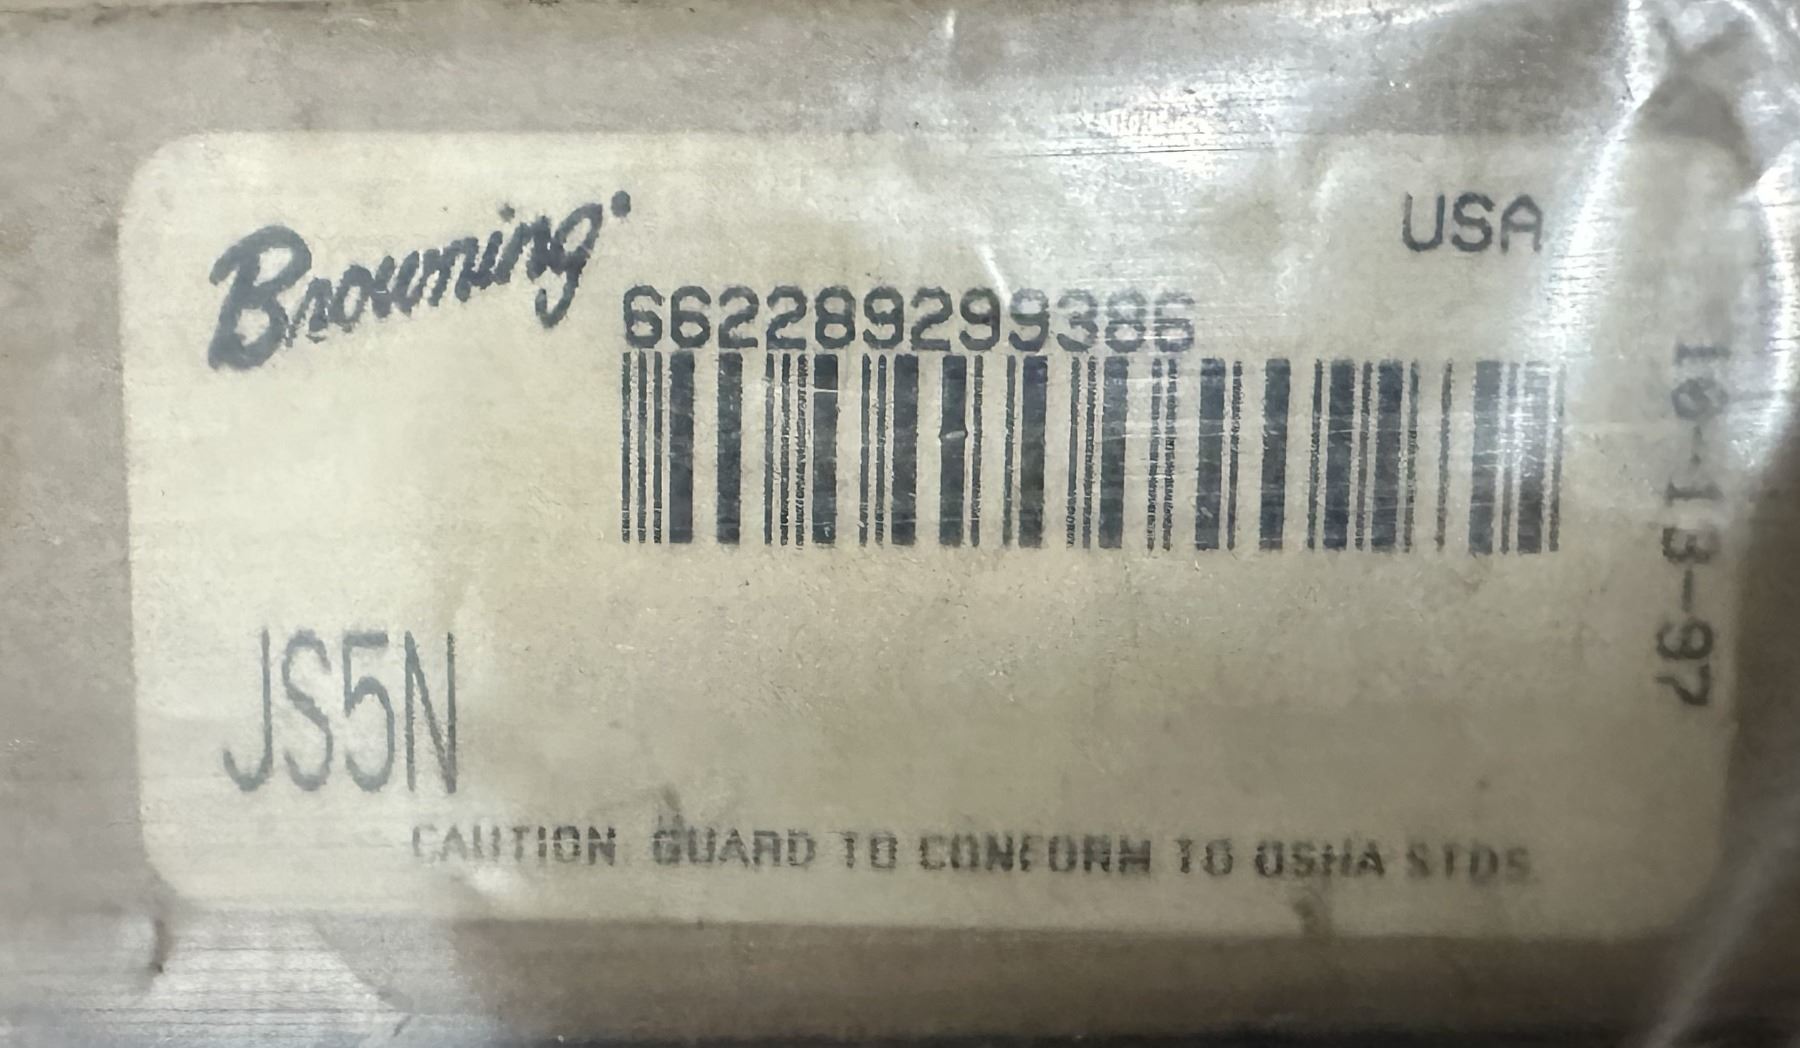 Browning
USA
662289299386
JS5N
CAUTION GUARD TO CONFORM TO OSHA STDS
10-13-97